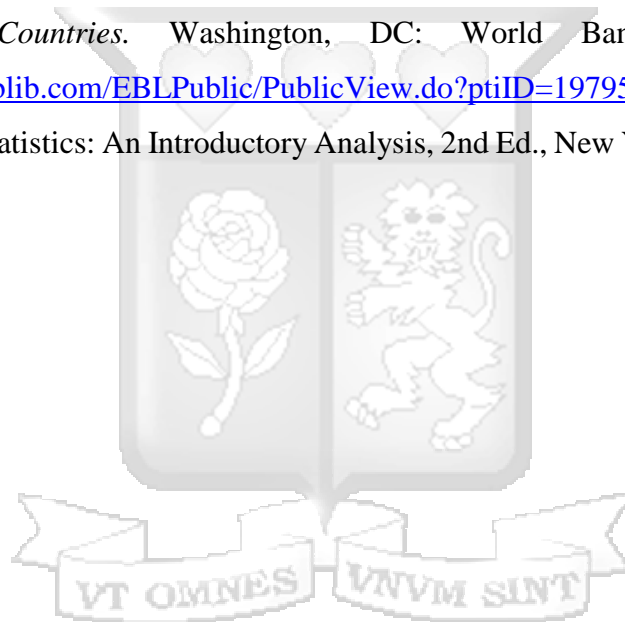 Countries. Washington, DC: World Ban
blib.com/EBLPublic/PublicView.do?ptiID=19795
atistics: An Introductory Analysis, 2nd Ed., New
VT OMNES VNVM SINT